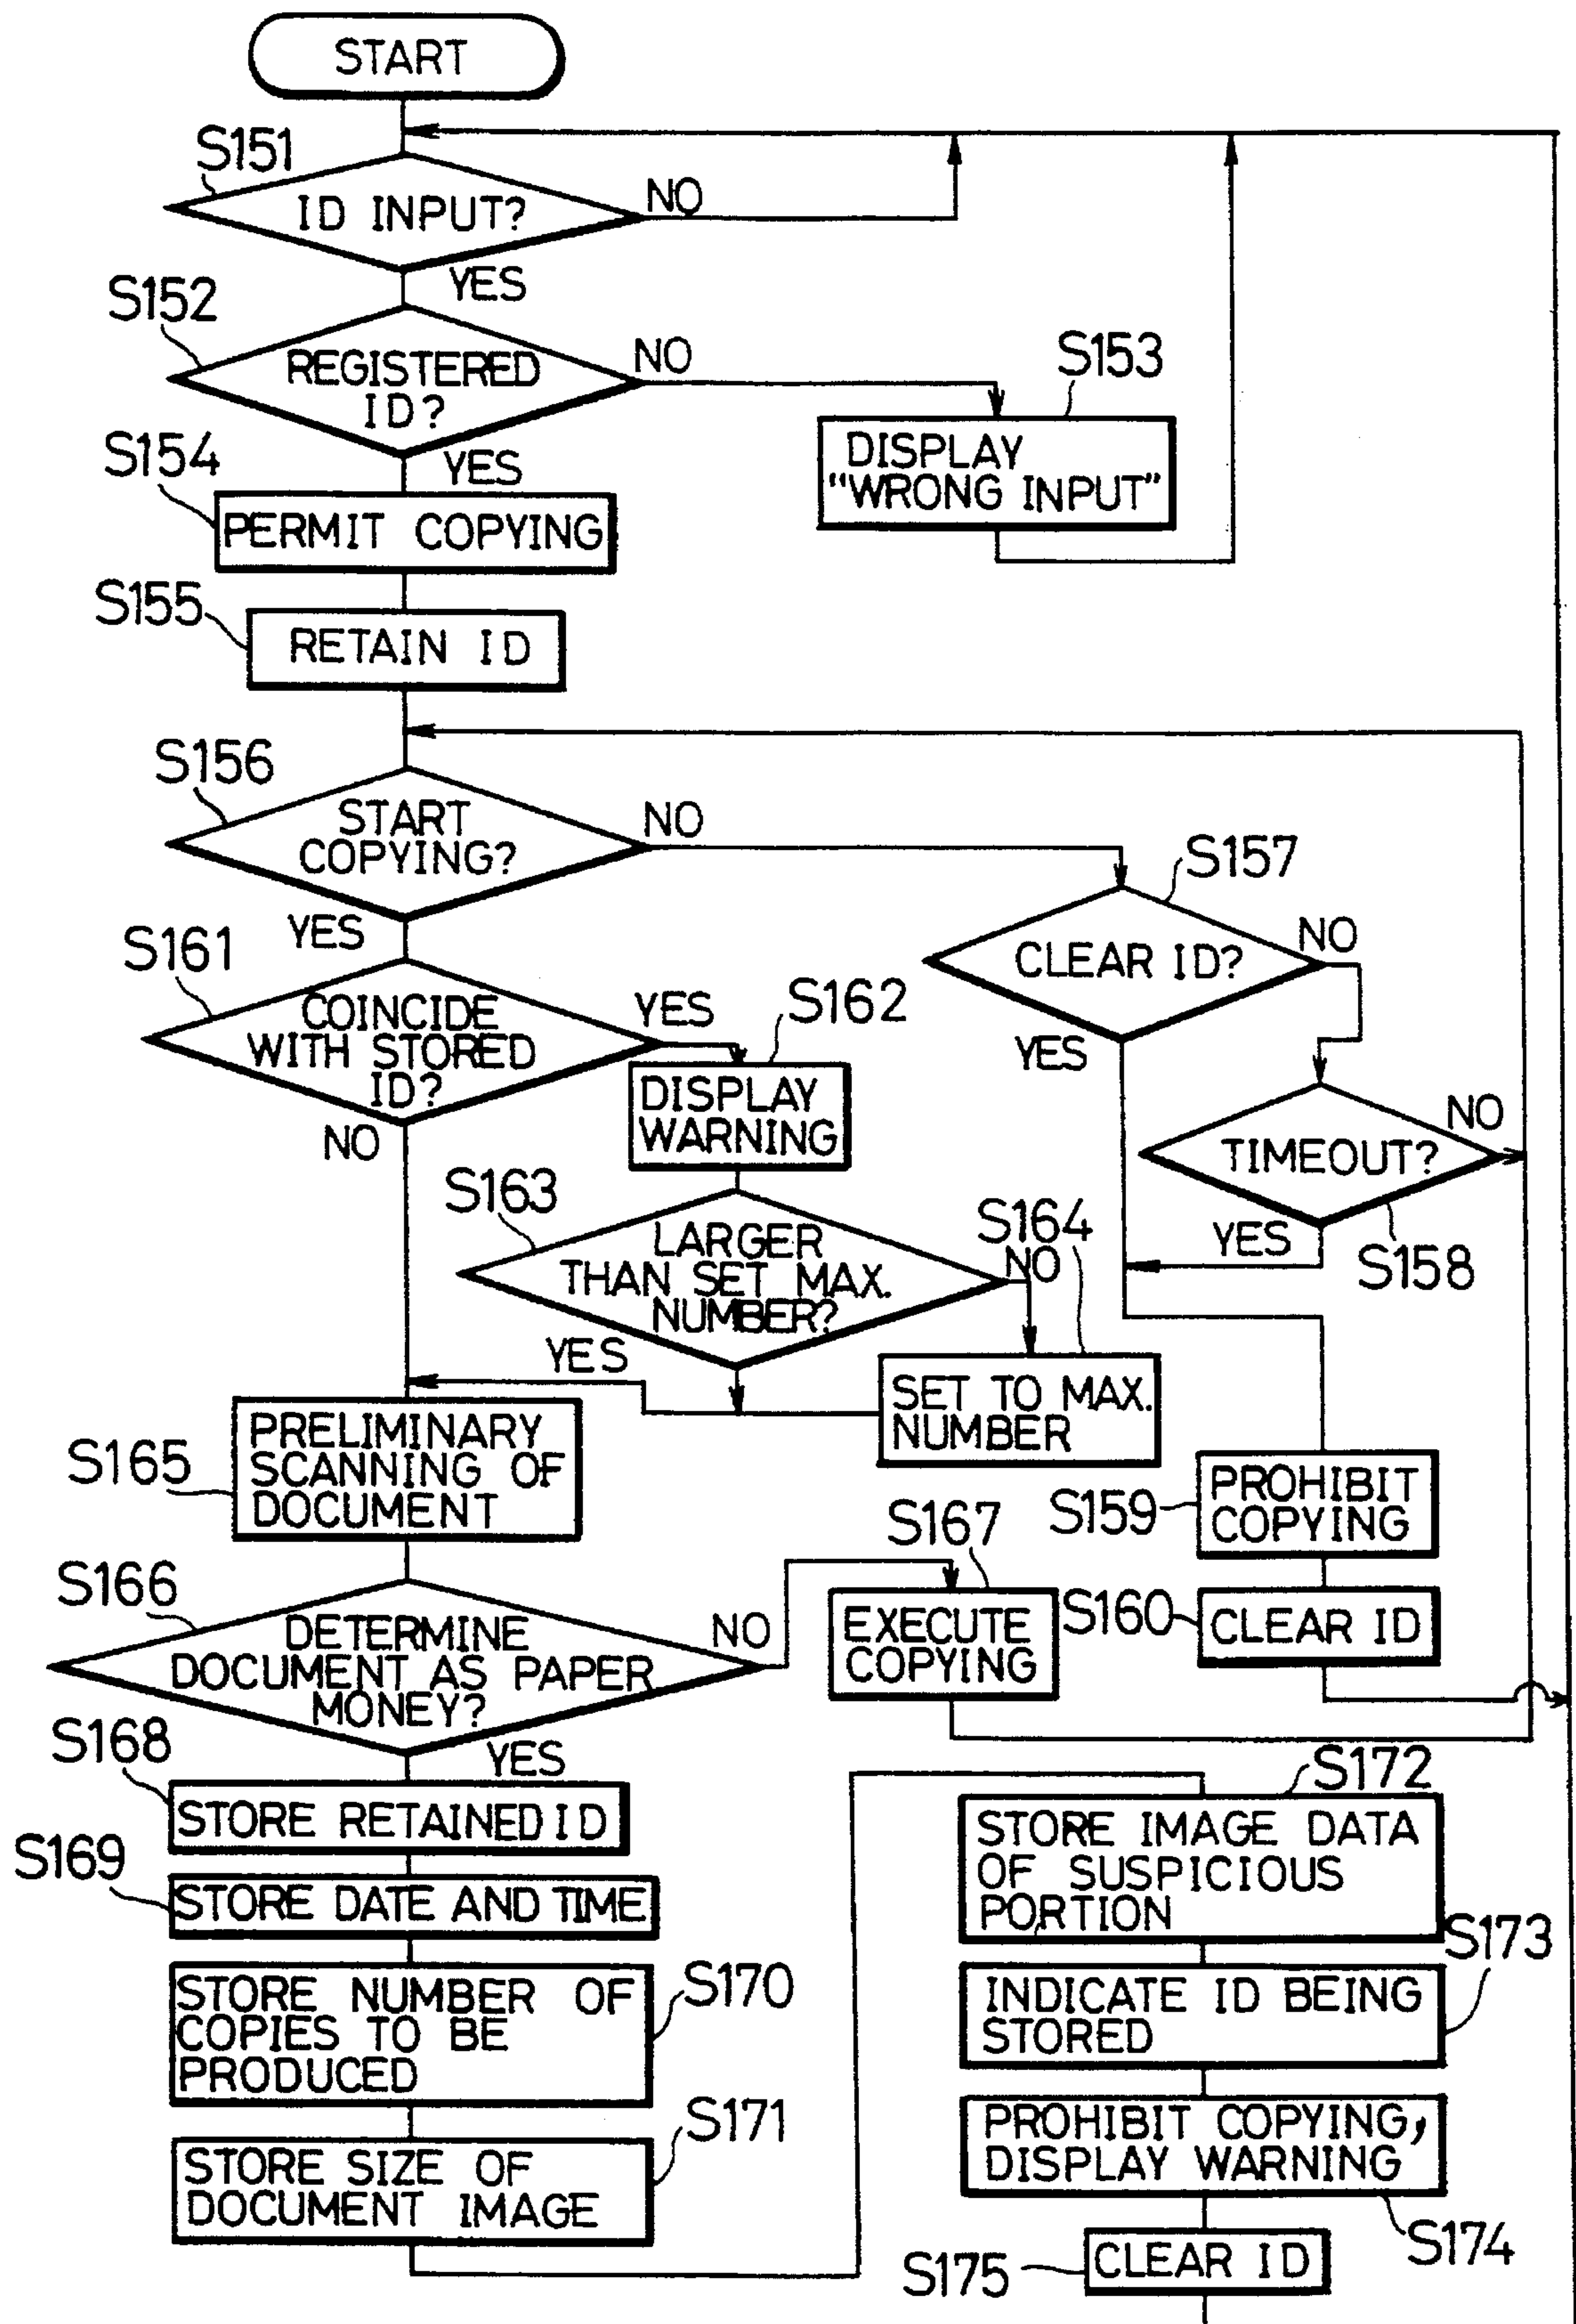 START
S151
ID INPUT?
NO
YES
S152
REGISTERED
ID?
NO
YES
S153
DISPLAY
"WRONG INPUT"
S154
PERMIT COPYING
S155
RETAIN ID
S156
START
COPYING?
NO
YES
S157
CLEAR ID?
NO
YES
S161
COINCIDE
WITH STORED
ID?
YES
NO
S162
DISPLAY
WARNING
TIMEOUT?
NO
YES
S158
S163
LARGER
THAN SET MAX.
NUMBER?
NO
YES
S164
SET TO MAX.
NUMBER
S165
PRELIMINARY
SCANNING OF
DOCUMENT
S159
PROHIBIT
COPYING
S160
CLEAR ID
S166
DETERMINE
DOCUMENT AS PAPER
MONEY?
NO
YES
S167
EXECUTE
COPYING
S168
STORE RETAINED ID
S169
STORE DATE AND TIME
S170
STORE NUMBER OF
COPIES TO BE
PRODUCED
S171
STORE SIZE OF
DOCUMENT IMAGE
S172
STORE IMAGE DATA
OF SUSPICIOUS
PORTION
S173
INDICATE ID BEING
STORED
PROHIBIT COPYING,
DISPLAY WARNING
S174
S175
CLEAR ID